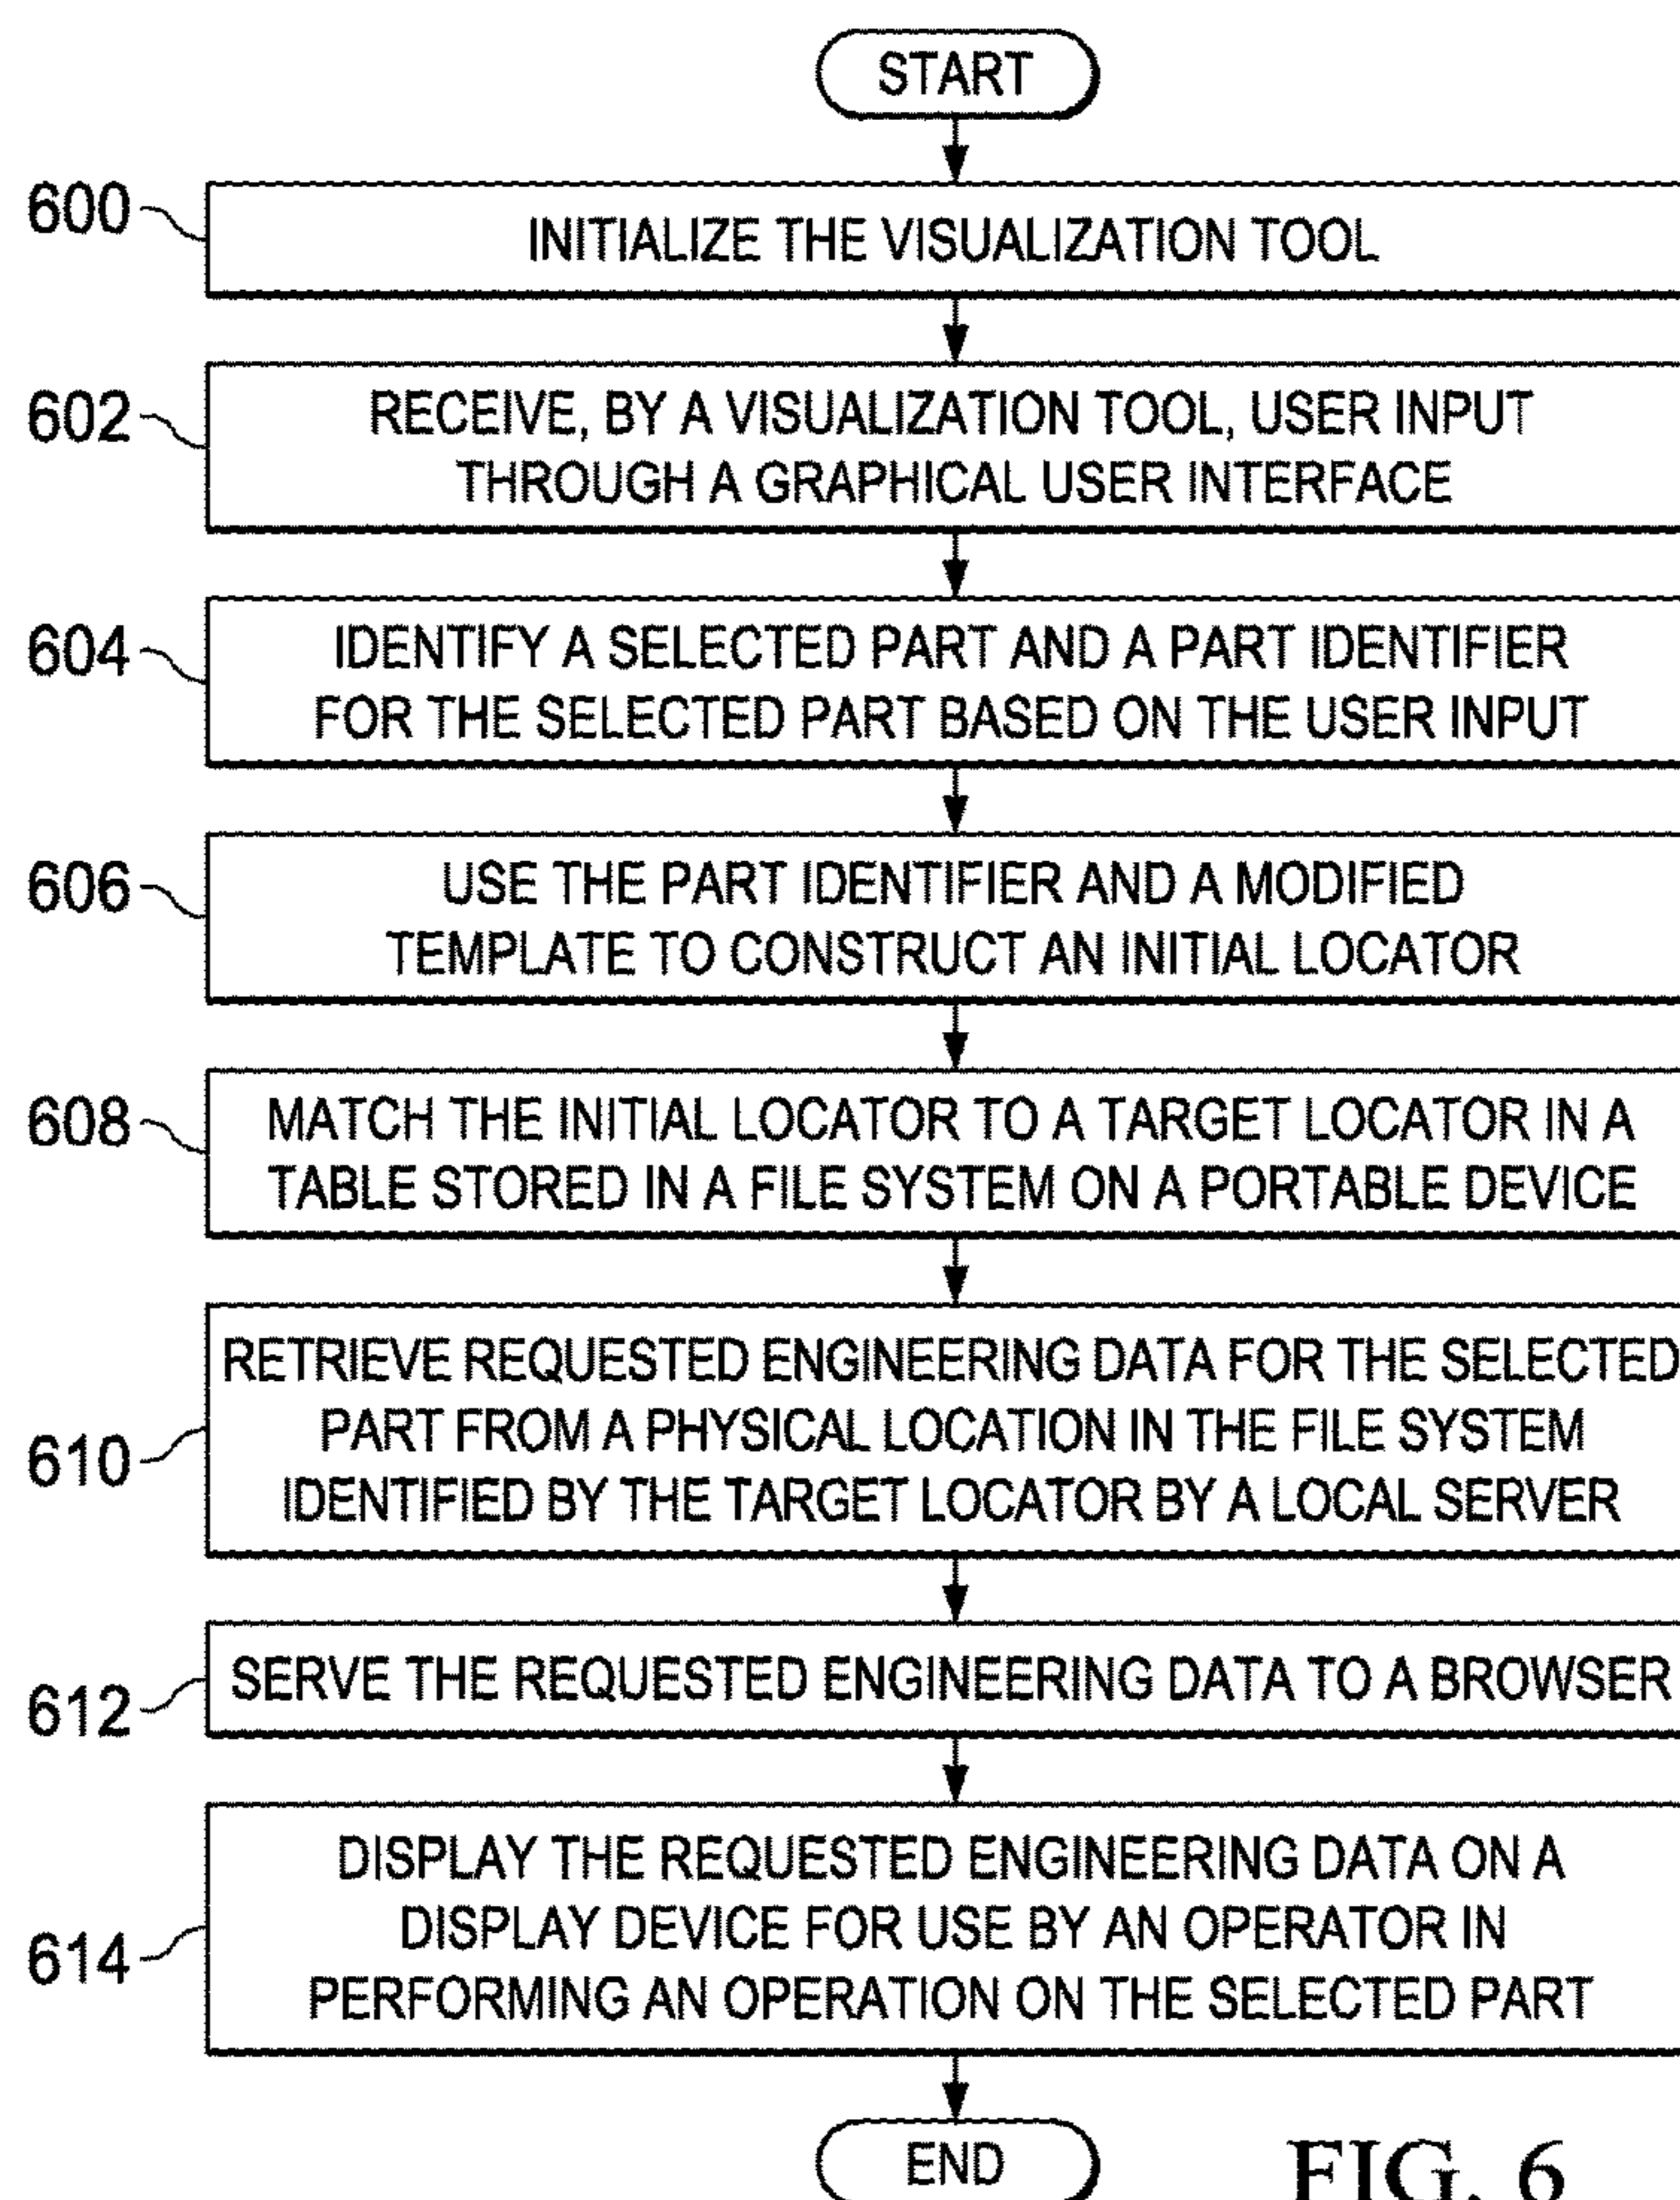 START
600
INITIALIZE THE VISUALIZATION TOOL
602
RECEIVE, BY A VISUALIZATION TOOL, USER INPUT
THROUGH A GRAPHICAL USER INTERFACE
604
IDENTIFY A SELECTED PART AND A PART IDENTIFIER
FOR THE SELECTED PART BASED ON THE USER INPUT
606
USE THE PART IDENTIFIER AND A MODIFIED
TEMPLATE TO CONSTRUCT AN INITIAL LOCATOR
608
MATCH THE INITIAL LOCATOR TO A TARGET LOCATOR IN A
TABLE STORED IN A FILE SYSTEM ON A PORTABLE DEVICE
610
RETRIEVE REQUESTED ENGINEERING DATA FOR THE SELECTED
PART FROM A PHYSICAL LOCATION IN THE FILE SYSTEM
IDENTIFIED BY THE TARGET LOCATOR BY A LOCAL SERVER
612
SERVE THE REQUESTED ENGINEERING DATA TO A BROWSER
614
DISPLAY THE REQUESTED ENGINEERING DATA ON A
DISPLAY DEVICE FOR USE BY AN OPERATOR IN
PERFORMING AN OPERATION ON THE SELECTED PART
END
FIG. 6